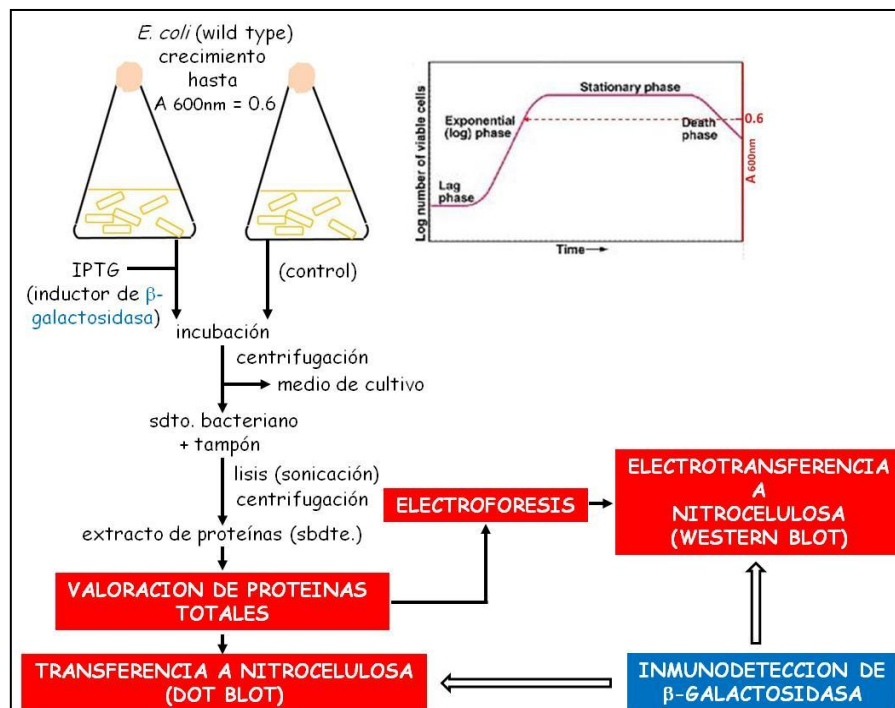 E. coli (wild type)
crecimiento
hasta
A 600nm = 0.6
Log number of viable cells
Lag
phase
Exponential
(log) phase
Stationary phase
Death
phase
0.6
A 600nm
Time
IPTG
(inductor de β-
galactosidasa)
(control)
incubación
centrifugación
medio de cultivo
sdto. bacteriano
+ tampón
lisis (sonicación)
centrifugación
extracto de proteínas (sbdte.)
VALORACION DE PROTEINAS
TOTALES
TRANSFERENCIA A NITROCELULOSA
(DOT BLOT)
ELECTROFORESIS
ELECTROTRANSFERENCIA
A
NITROCELULOSA
(WESTERN BLOT)
INMUNODETECCION DE
β-GALACTOSIDASA